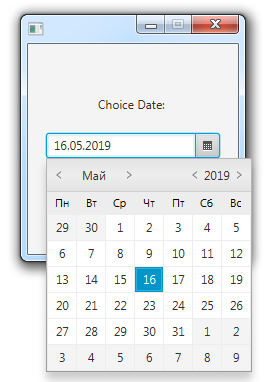 Choice Date:
16.05.2019
< Май > < 2019 >
Пн Вт Ср Чт Пт Сб Вс
29 30 1 2 3 4 5
6 7 8 9 10 11 12
13 14 15 16 17 18 19
20 21 22 23 24 25 26
27 28 29 30 31 1 2
3 4 5 6 7 8 9